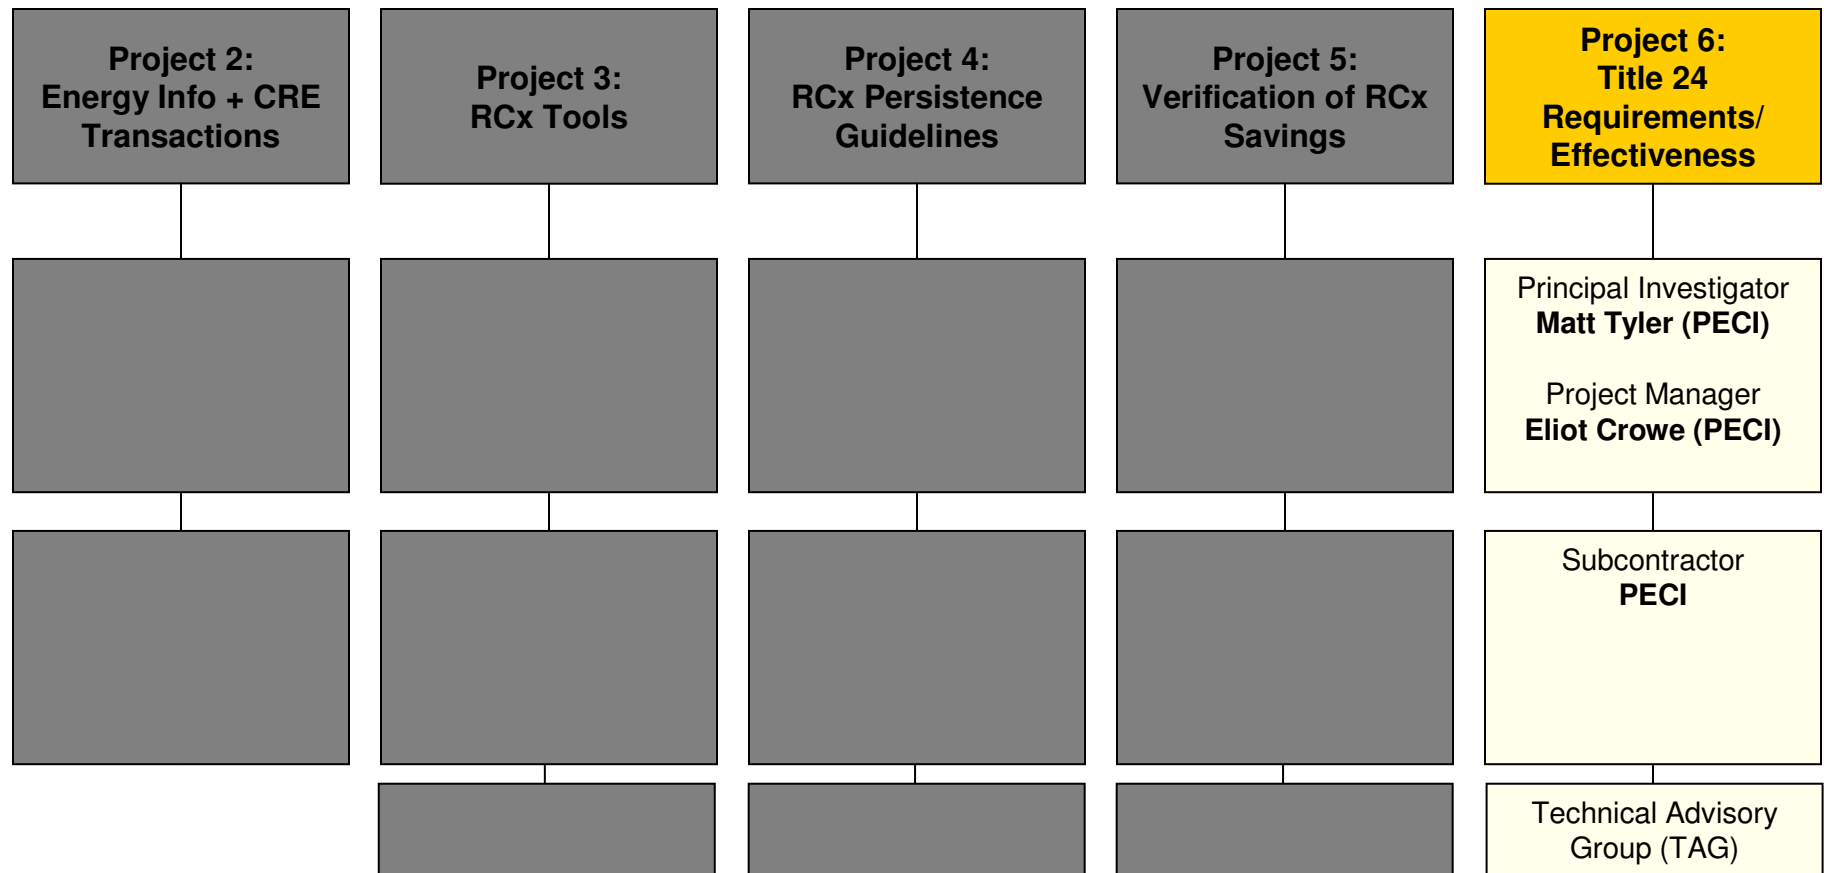 Project 2:
Energy Info + CRE
Transactions
Project 3:
RCx Tools
Project 4:
RCx Persistence
Guidelines
Project 5:
Verification of RCx
Savings
Project 6:
Title 24
Requirements/
Effectiveness
Principal Investigator
Matt Tyler (PECI)
Project Manager
Eliot Crowe (PECI)
Subcontractor
PECI
Technical Advisory
Group (TAG)